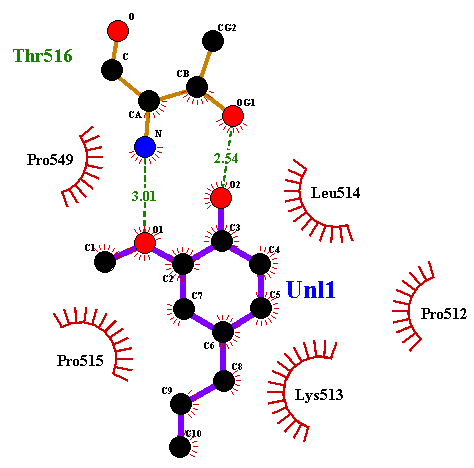 O
CG2
Thr516
C
CB
CA
OG1
N
Pro549
2.54
3.01
O2
Leu514
O1
C3
C1
C4
C2
Unl1
C7
C5
Pro512
C6
Pro515
C8
Lys513
C9
C10